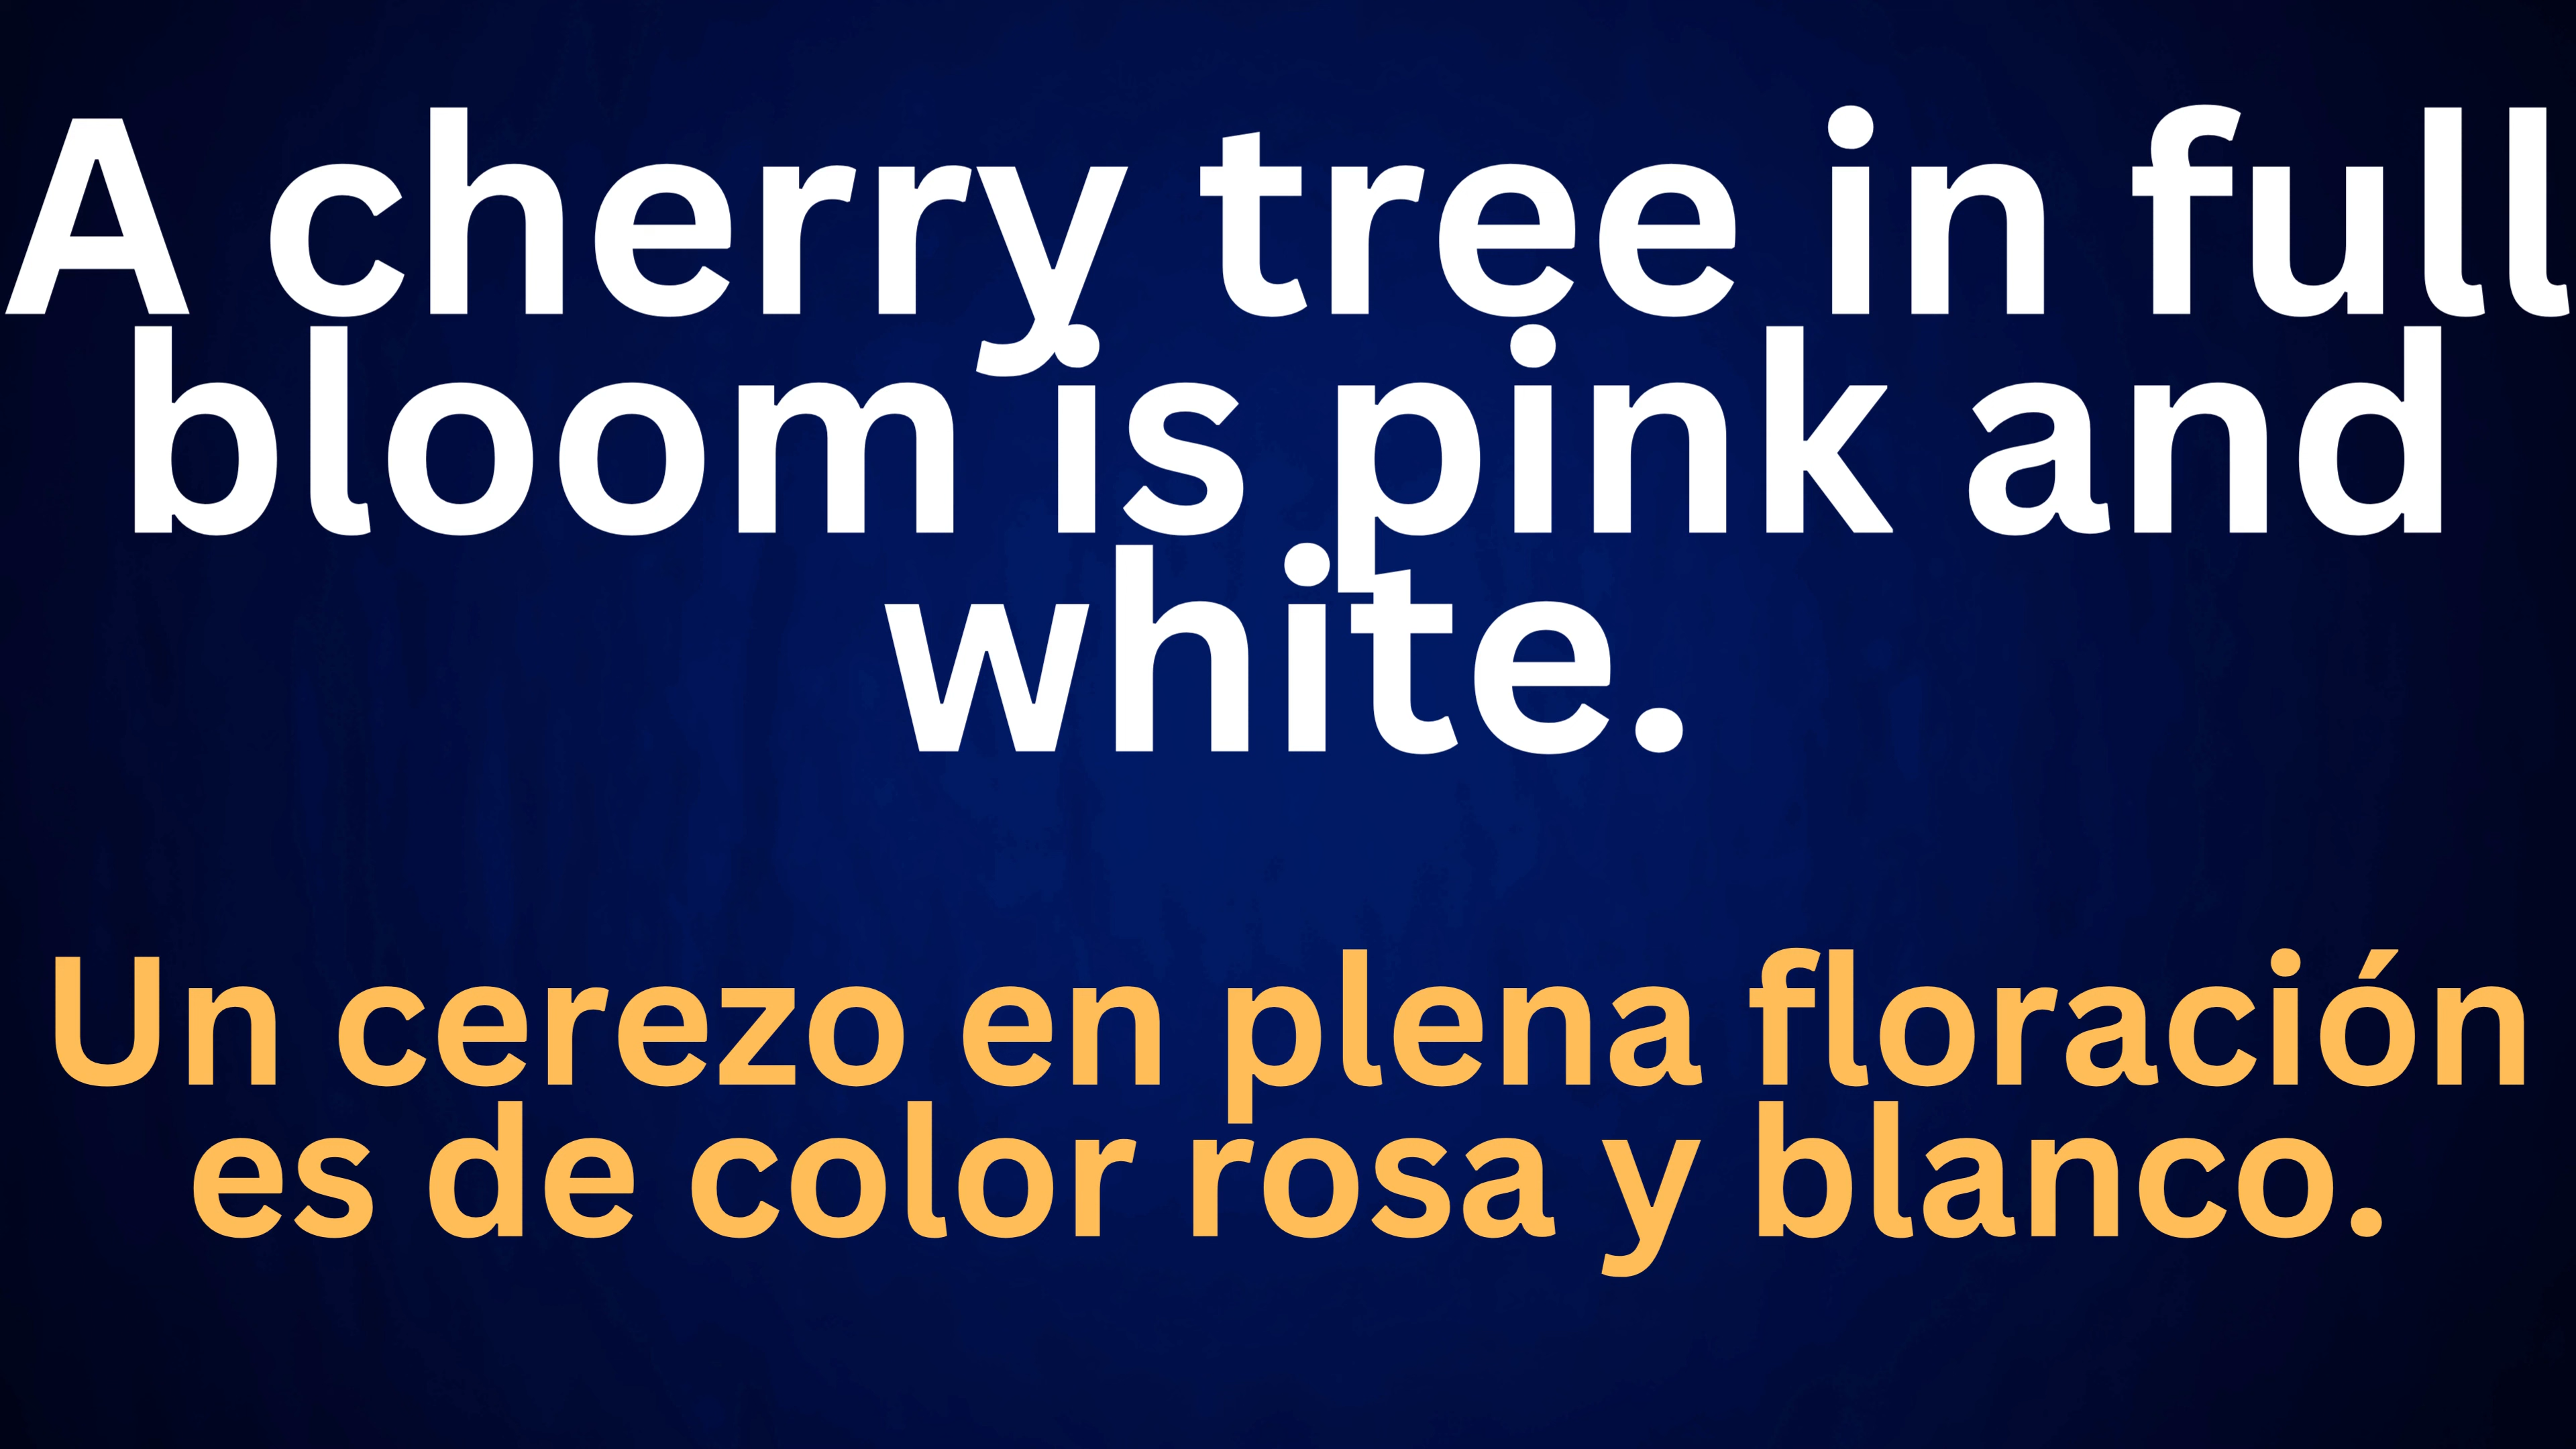 A cherry tree in full
bloom is pink and
white.
Un cerezo en plena floración
es de color rosa y blanco.